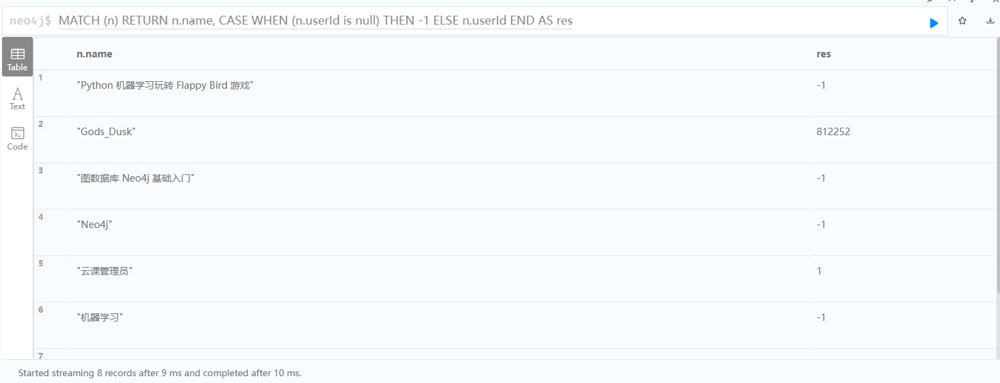 neo4j$ MATCH (n) RETURN n.name, CASE WHEN (n.userId is null) THEN -1 ELSE n.userId END AS res
Table
Text
Code
n.name res
1 "Python 机器学习玩转 Flappy Bird 游戏" -1
2 "Gods_Dusk" 812252
3 "图数据库 Neo4j 基础入门" -1
4 "Neo4j" -1
5 "云课管理员" 1
6 "机器学习" -1
7
Started streaming 8 records after 9 ms and completed after 10 ms.